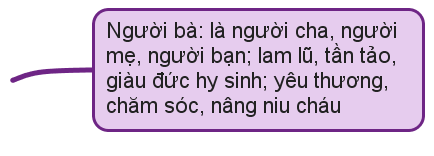 Người bà: là người cha, người
mẹ, người bạn; lam lũ, tần tảo,
giàu đức hy sinh; yêu thương,
chăm sóc, nâng niu cháu